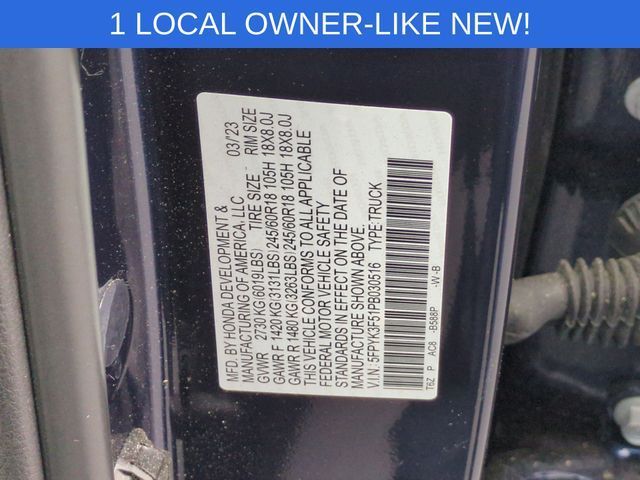 1 LOCAL OWNER-LIKE NEW!
MFD. BY HONDA DEVELOPMENT & 03/'23
MANUFACTURING OF AMERICA, LLC
GVWR 2730 KG(6019LBS) TIRE SIZE RIM SIZE
GAWR F 1420 KG(3131LBS) 245/60R18 105H 18X8.0J
GAWR R 1480 KG(3263LBS) 245/60R18 105H 18X8.0J
THIS VEHICLE CONFORMS TO ALL APPLICABLE
FEDERAL MOTOR VEHICLE SAFETY
STANDARDS IN EFFECT ON THE DATE OF
MANUFACTURE SHOWN ABOVE.
V.I.N: 5FPYK3F51PB030516 TYPE:TRUCK
T6Z P AC8 -B588P -W -B